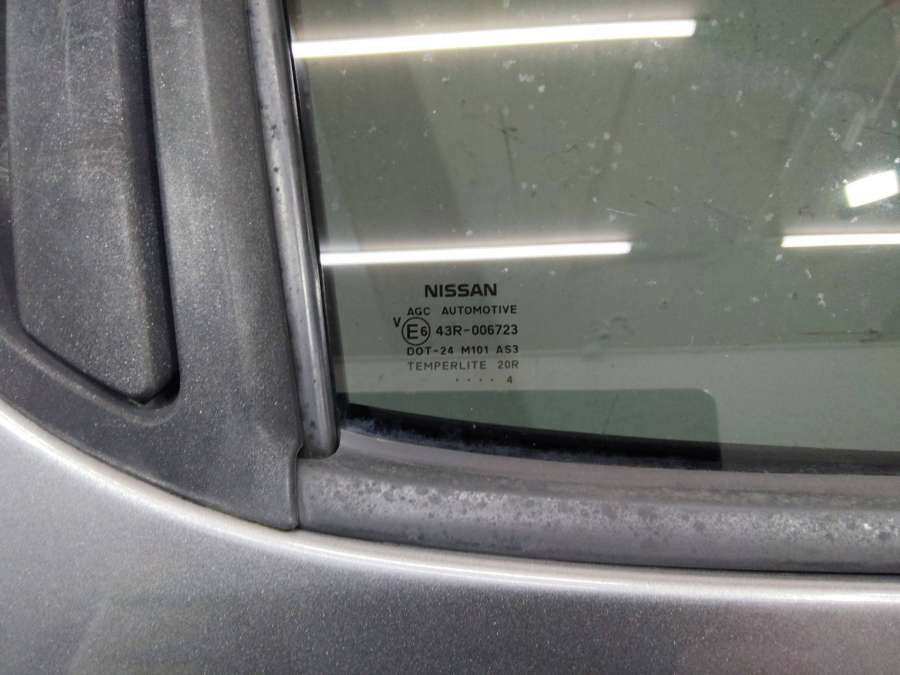 NISSAN
AGC AUTOMOTIVE
V E6 43R-006723
DOT-24 M101 AS3
TEMPERLITE 20R
.... 4